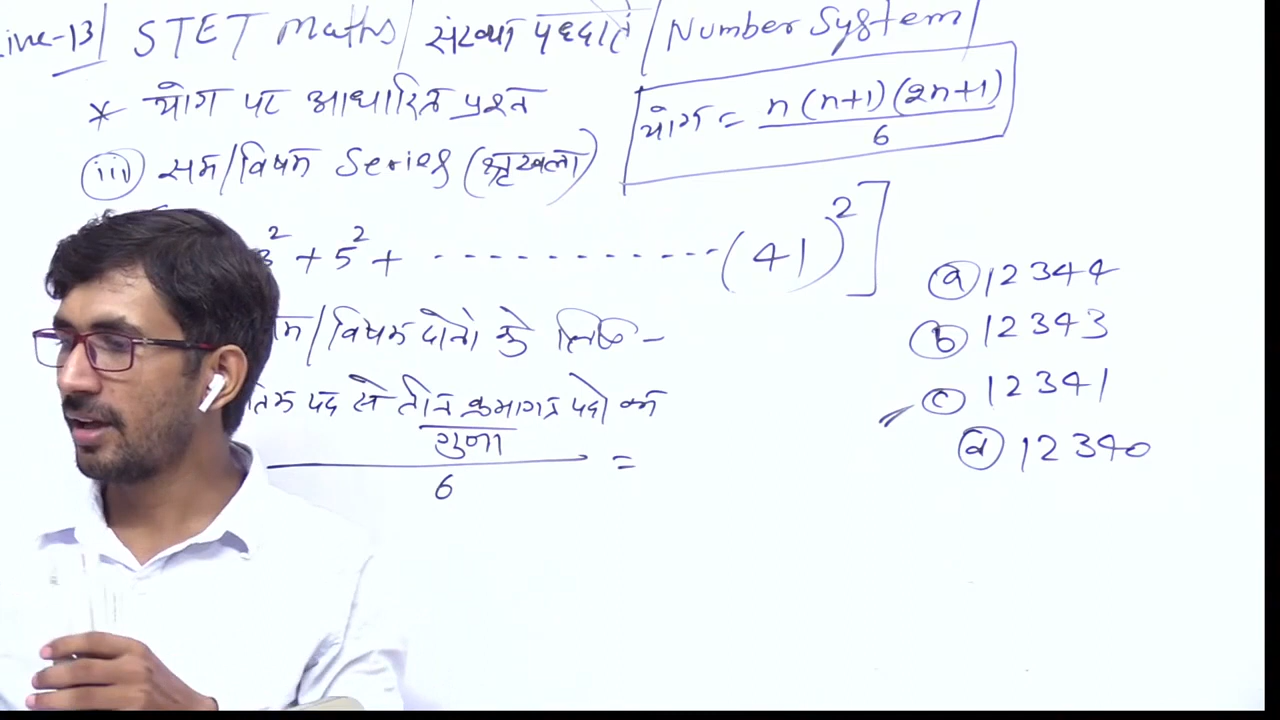 -13| STET Maths/ संख्या पद्धति /Number System/
* योग पर आधारित प्रश्न
योग = n(n+1)(2n+1)/6
(iii) सम/विषम Series (श्रृंखला)
3² + 5² + ------------ (41)²]
(a) 12344
(b) 12343
(c) 12341
(d) 12340
/विषम दोनों के लिए -
पद से तीन क्रमागत पदो का
गुना
6 =